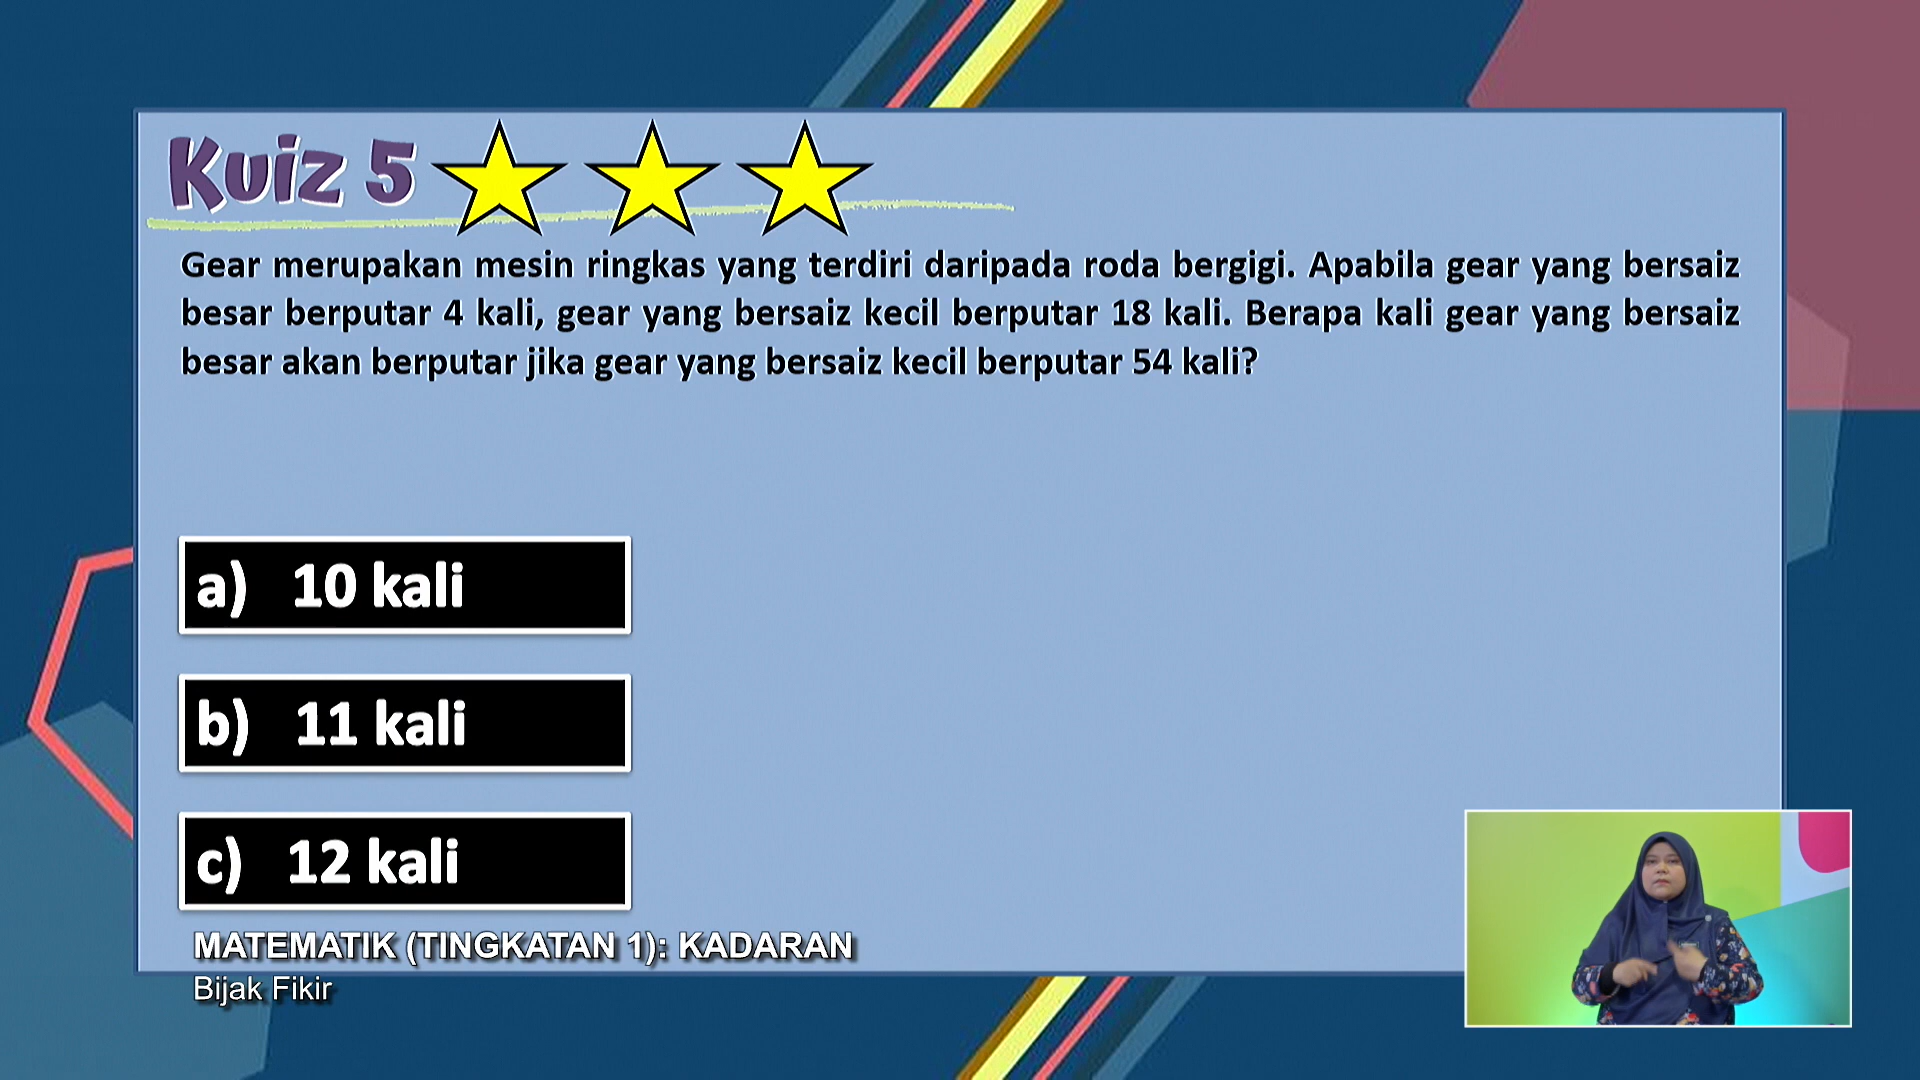 Kuiz 5
Gear merupakan mesin ringkas yang terdiri daripada roda bergigi. Apabila gear yang bersaiz
besar berputar 4 kali, gear yang bersaiz kecil berputar 18 kali. Berapa kali gear yang bersaiz
besar akan berputar jika gear yang bersaiz kecil berputar 54 kali?
a) 10 kali
b) 11 kali
c) 12 kali
MATEMATIK (TINGKATAN 1): KADARAN
Bijak Fikir